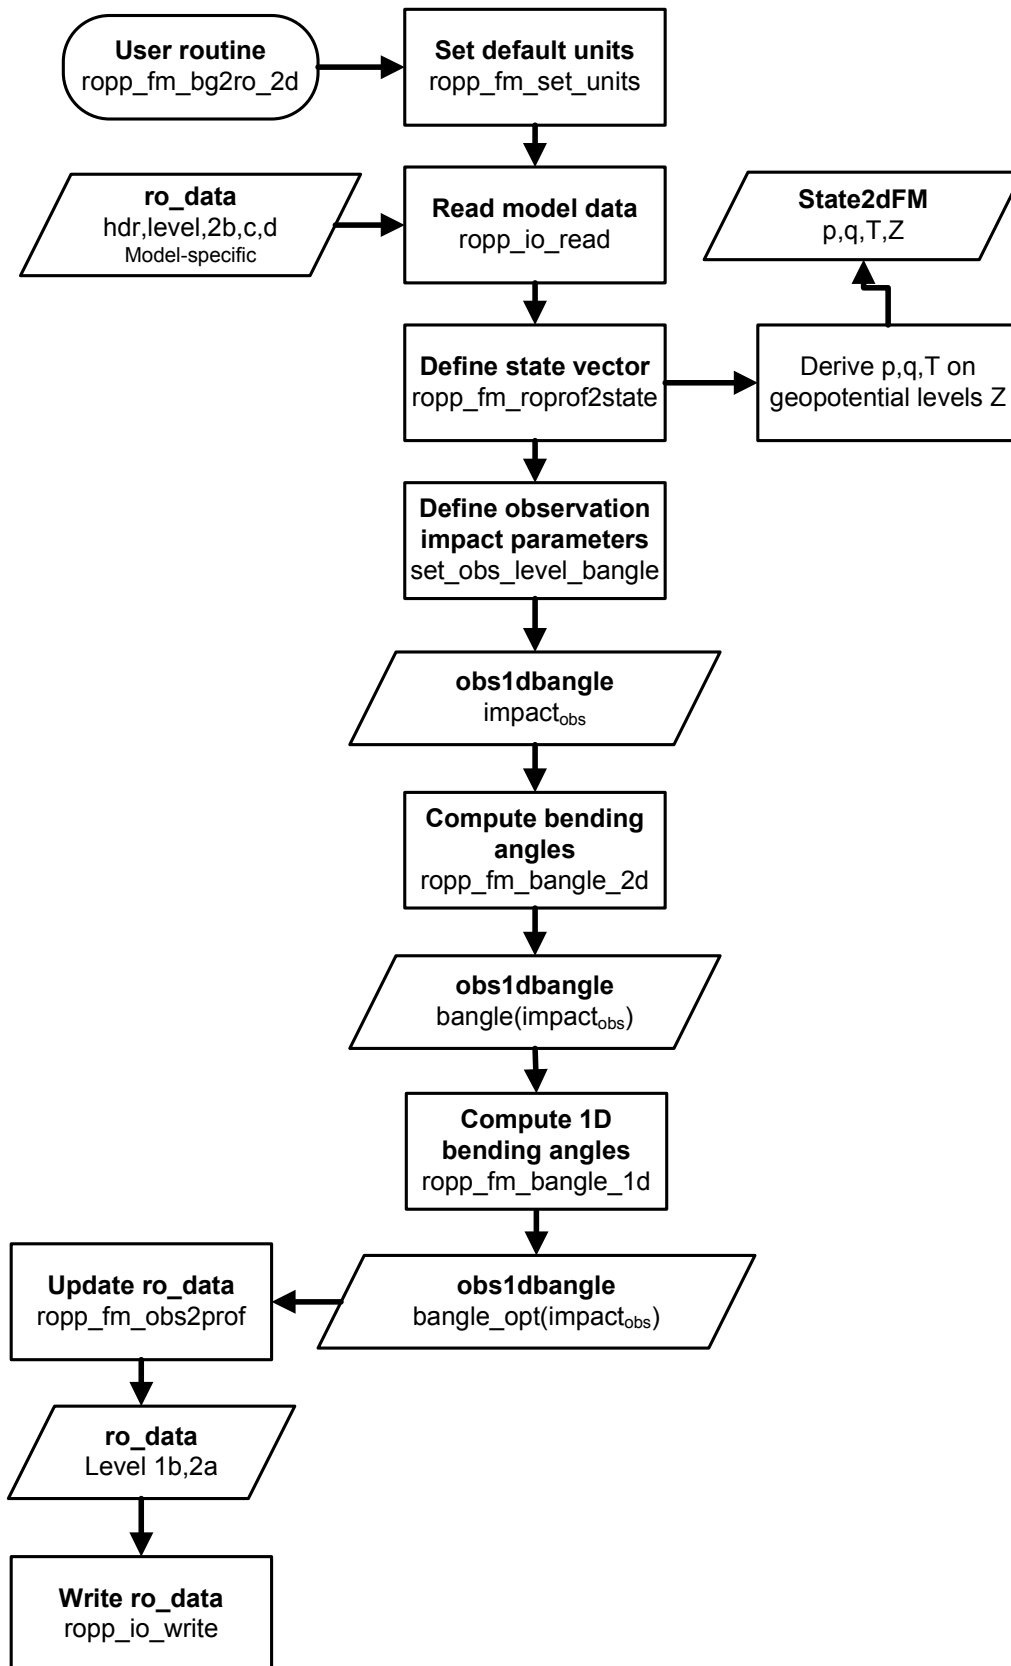 User routine
ropp_fm_bg2ro_2d
Set default units
ropp_fm_set_units
ro_data
hdr,level,2b,c,d
Model-specific
Read model data
ropp_io_read
State2dFM
p,q,T,Z
Define state vector
ropp_fm_roprof2state
Derive p,q,T on
geopotential levels Z
Define observation
impact parameters
set_obs_level_bangle
obs1dbangle
impactobs
Compute bending
angles
ropp_fm_bangle_2d
obs1dbangle
bangle(impactobs)
Compute 1D
bending angles
ropp_fm_bangle_1d
obs1dbangle
bangle_opt(impactobs)
Update ro_data
ropp_fm_obs2prof
ro_data
Level 1b,2a
Write ro_data
ropp_io_write